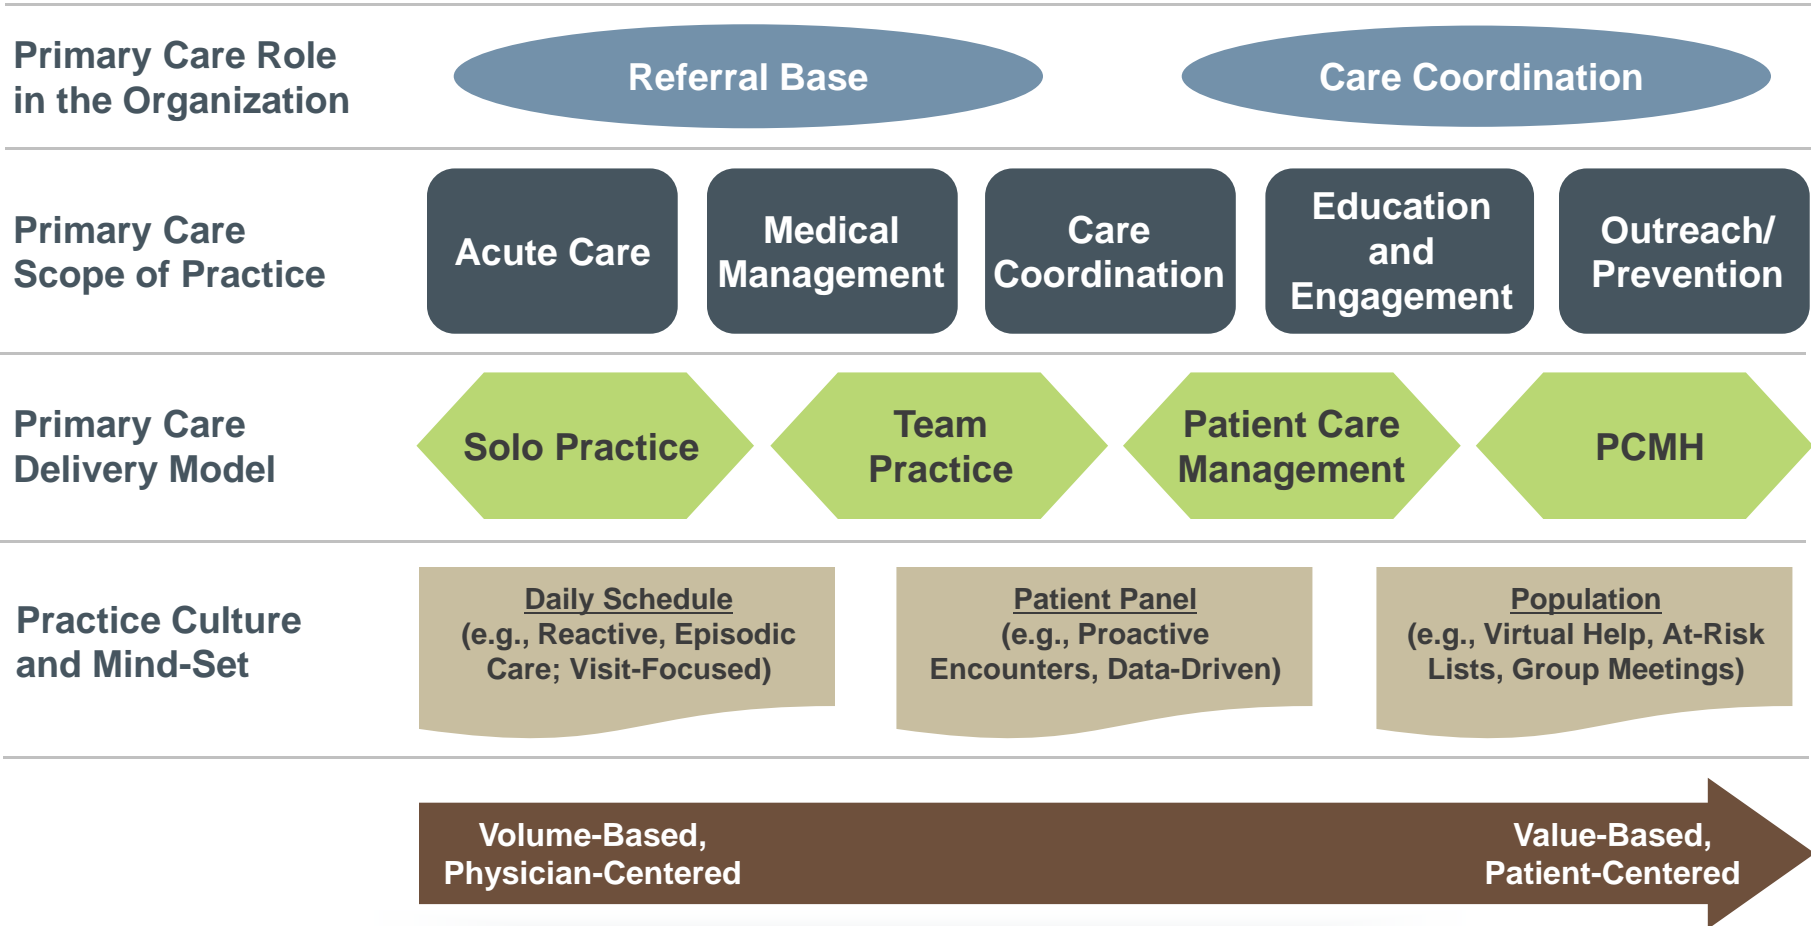 Primary Care Role
in the Organization
Referral Base
Care Coordination
Primary Care
Scope of Practice
Acute Care
Medical
Management
Care
Coordination
Education
and
Engagement
Outreach/
Prevention
Primary Care
Delivery Model
Solo Practice
Team
Practice
Patient Care
Management
PCMH
Practice Culture
and Mind-Set
Daily Schedule
(e.g., Reactive, Episodic
Care; Visit-Focused)
Patient Panel
(e.g., Proactive
Encounters, Data-Driven)
Population
(e.g., Virtual Help, At-Risk
Lists, Group Meetings)
Volume-Based,
Physician-Centered
Value-Based,
Patient-Centered